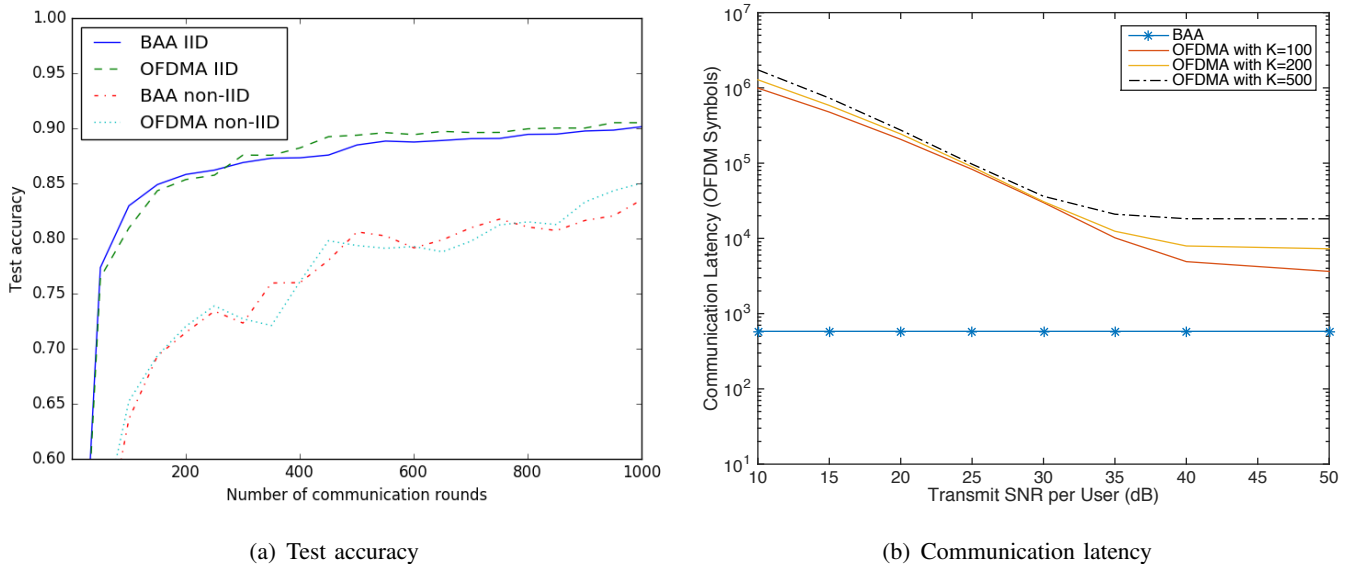 1.00
0.95
0.90
0.85
0.80
0.75
0.70
0.65
0.60
Test accuracy
BAA IID
OFDMA IID
BAA non-IID
OFDMA non-IID
200
400
600
800
1000
Number of communication rounds
(a) Test accuracy
10^7
10^6
10^5
10^4
10^3
10^2
10^1
Communication Latency (OFDM Symbols)
BAA
OFDMA with K=100
OFDMA with K=200
OFDMA with K=500
10
15
20
25
30
35
40
45
50
Transmit SNR per User (dB)
(b) Communication latency